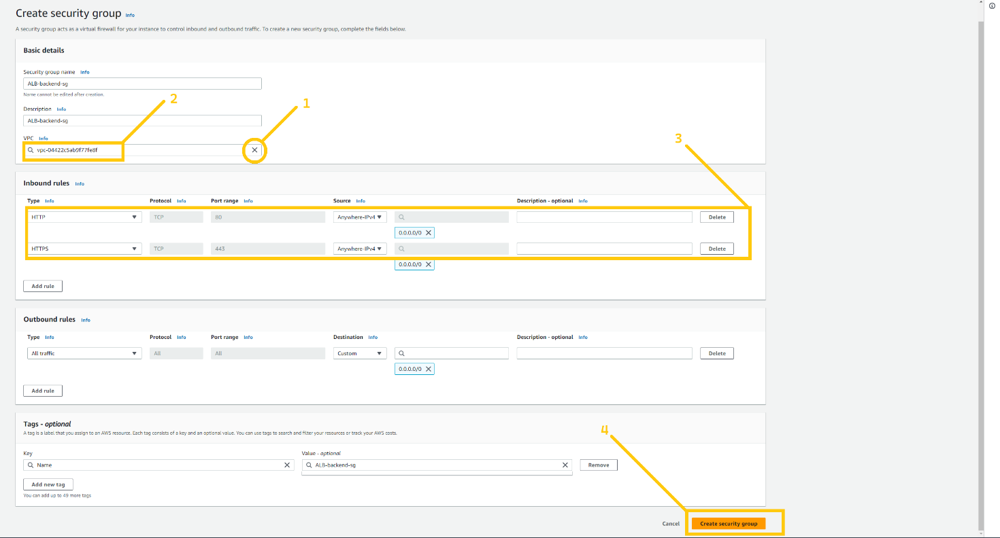 Create security group Info
A security group acts as a virtual firewall for your instance to control inbound and outbound traffic. To create a new security group, complete the fields below.
Basic details
Security group name Info
ALB-backend-sg
Name cannot be edited after creation.
2
1
Description Info
ALB-backend-sg
VPC Info
vpc-04422c5ab9f77fe8f
3
Inbound rules Info
Type Info Protocol Info Port range Info Source Info Description - optional Info
HTTP TCP 80 Anywhere-IPv4 Delete
0.0.0.0/0
HTTPS TCP 443 Anywhere-IPv4 Delete
0.0.0.0/0
Add rule
Outbound rules Info
Type Info Protocol Info Port range Info Destination Info Description - optional Info
All traffic All All Custom Delete
0.0.0.0/0
Add rule
Tags - optional
A tag is a label that you assign to an AWS resource. Each tag consists of a key and an optional value. You can use tags to search and filter your resources or track your AWS costs.
4
Key Value - optional
Name ALB-backend-sg Remove
Add new tag
You can add up to 49 more tags
Cancel Create security group